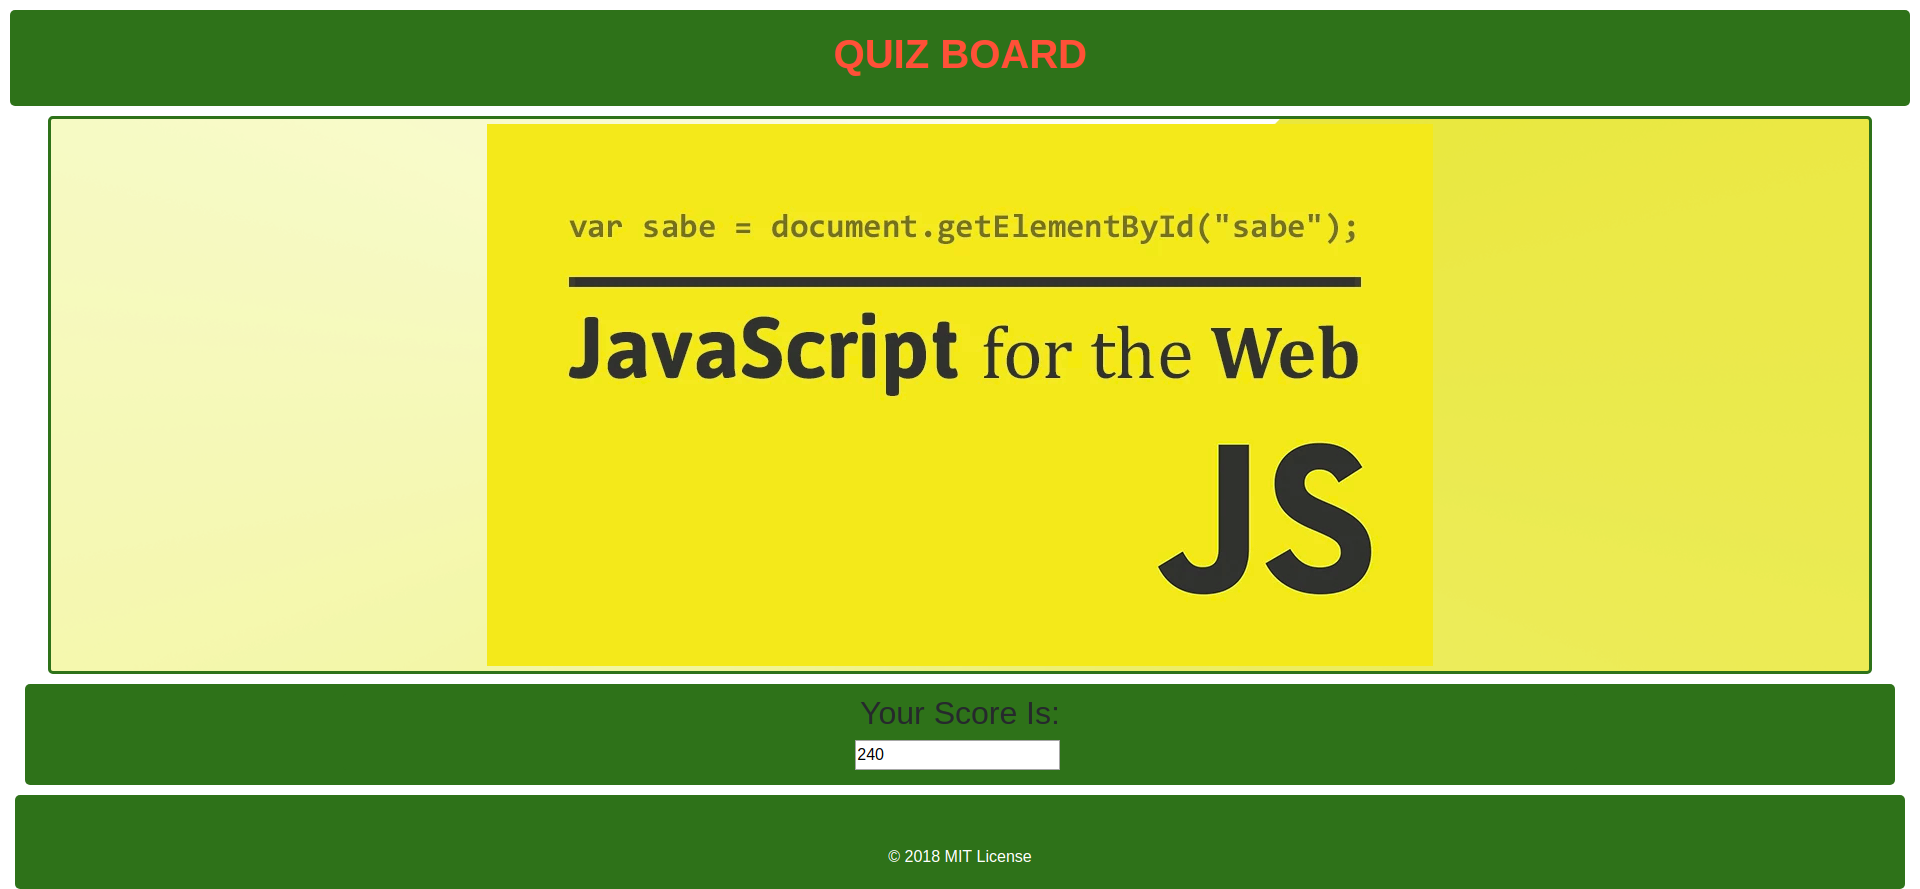 QUIZ BOARD
var sabe = document.getElementById("sabe");
JavaScript for the Web
JS
Your Score Is:
240
© 2018 MIT License